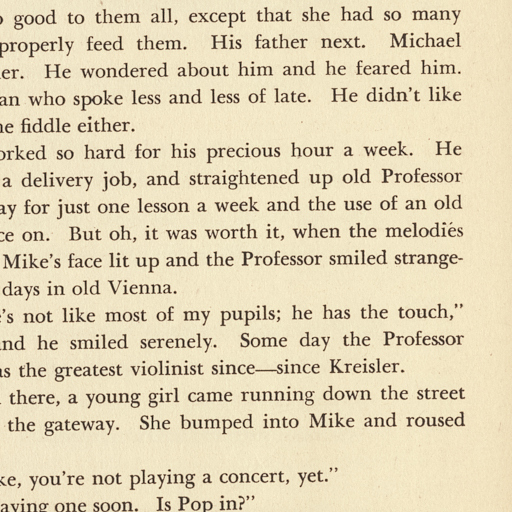 good to them all, except that she had so many
properly feed them. His father next. Michael
er. He wondered about him and he feared him.
an who spoke less and less of late. He didn't like
e fiddle either.
orked so hard for his precious hour a week. He
a delivery job, and straightened up old Professor
ay for just one lesson a week and the use of an old
ce on. But oh, it was worth it, when the melodies
Mike's face lit up and the Professor smiled strange-
days in old Vienna.
's not like most of my pupils; he has the touch,"
nd he smiled serenely. Some day the Professor
s the greatest violinist since—since Kreisler.
there, a young girl came running down the street
the gateway. She bumped into Mike and roused
ke, you're not playing a concert, yet."
aying one soon. Is Pop in?"